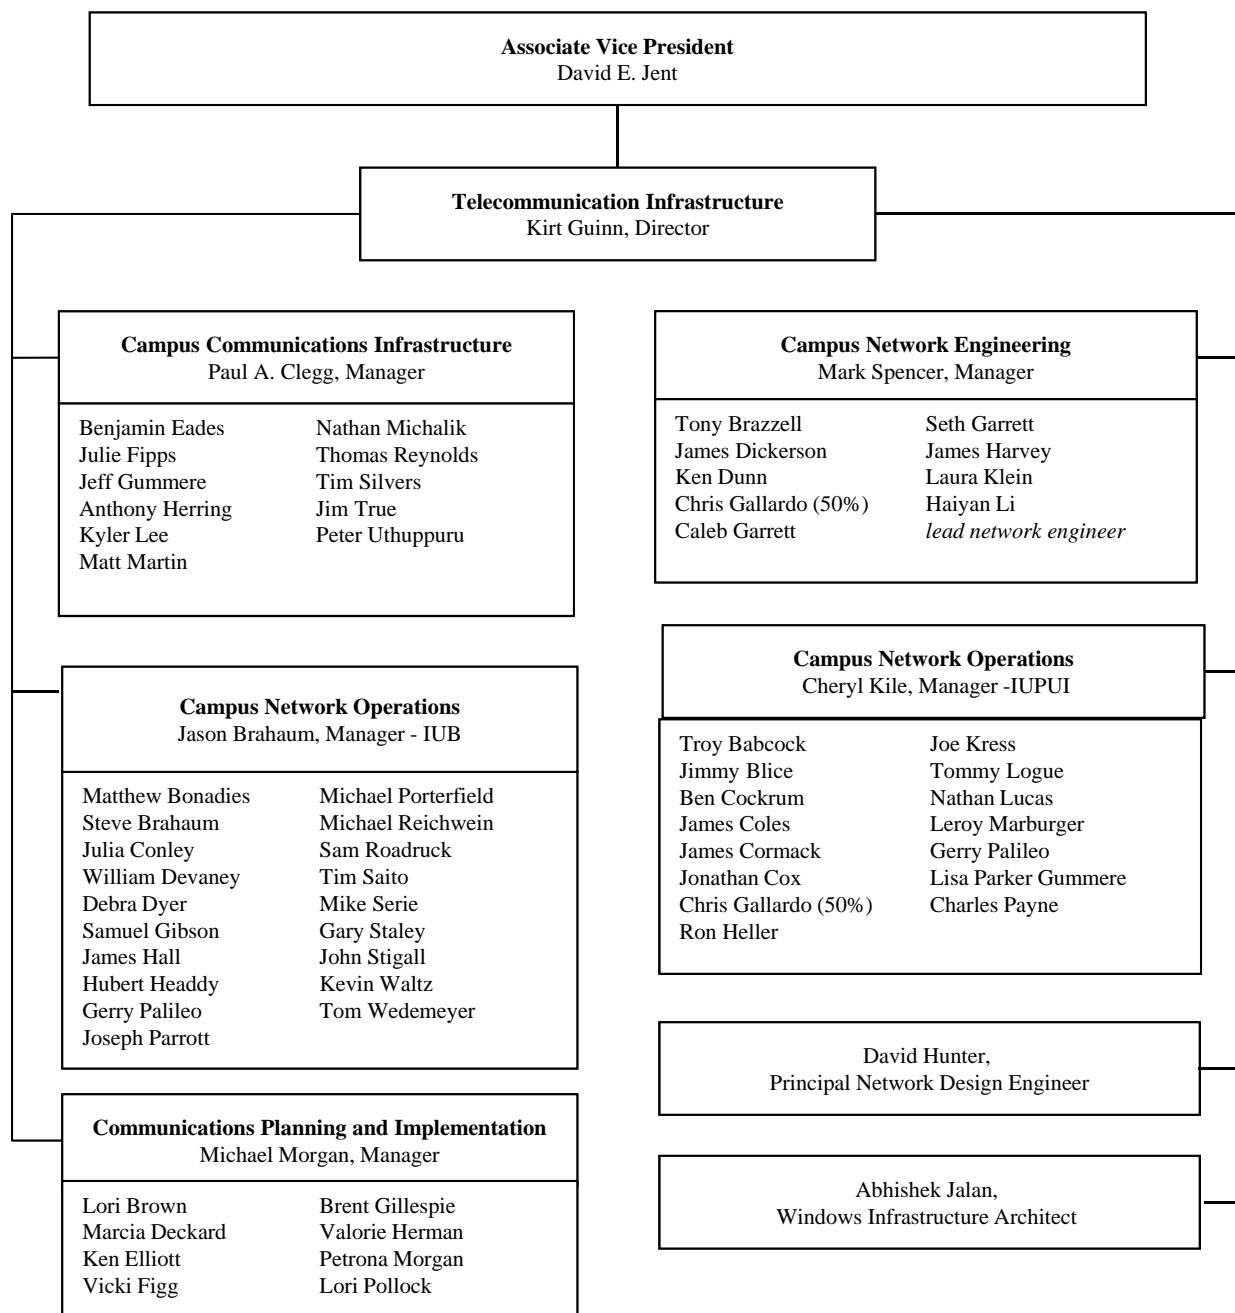 Associate Vice President
David E. Jent
Telecommunication Infrastructure
Kirt Guinn, Director
Campus Communications Infrastructure
Paul A. Clegg, Manager
Benjamin Eades
Julie Fipps
Jeff Gummere
Anthony Herring
Kyler Lee
Matt Martin
Nathan Michalik
Thomas Reynolds
Tim Silvers
Jim True
Peter Uthuppuru
Campus Network Engineering
Mark Spencer, Manager
Tony Brazzell
James Dickerson
Ken Dunn
Chris Gallardo (50%)
Caleb Garrett
Seth Garrett
James Harvey
Laura Klein
Haiyan Li
lead network engineer
Campus Network Operations
Jason Brahaum, Manager - IUB
Matthew Bonadies
Steve Brahaum
Julia Conley
William Devaney
Debra Dyer
Samuel Gibson
James Hall
Hubert Headdy
Gerry Palileo
Joseph Parrott
Michael Porterfield
Michael Reichwein
Sam Roadruck
Tim Saito
Mike Serie
Gary Staley
John Stigall
Kevin Waltz
Tom Wedemeyer
Campus Network Operations
Cheryl Kile, Manager -IUPUI
Troy Babcock
Jimmy Blice
Ben Cockrum
James Coles
James Cormack
Jonathan Cox
Chris Gallardo (50%)
Ron Heller
Joe Kress
Tommy Logue
Nathan Lucas
Leroy Marburger
Gerry Palileo
Lisa Parker Gummere
Charles Payne
Communications Planning and Implementation
Michael Morgan, Manager
Lori Brown
Marcia Deckard
Ken Elliott
Vicki Figg
Brent Gillespie
Valorie Herman
Petrona Morgan
Lori Pollock
David Hunter,
Principal Network Design Engineer
Abhishek Jalan,
Windows Infrastructure Architect